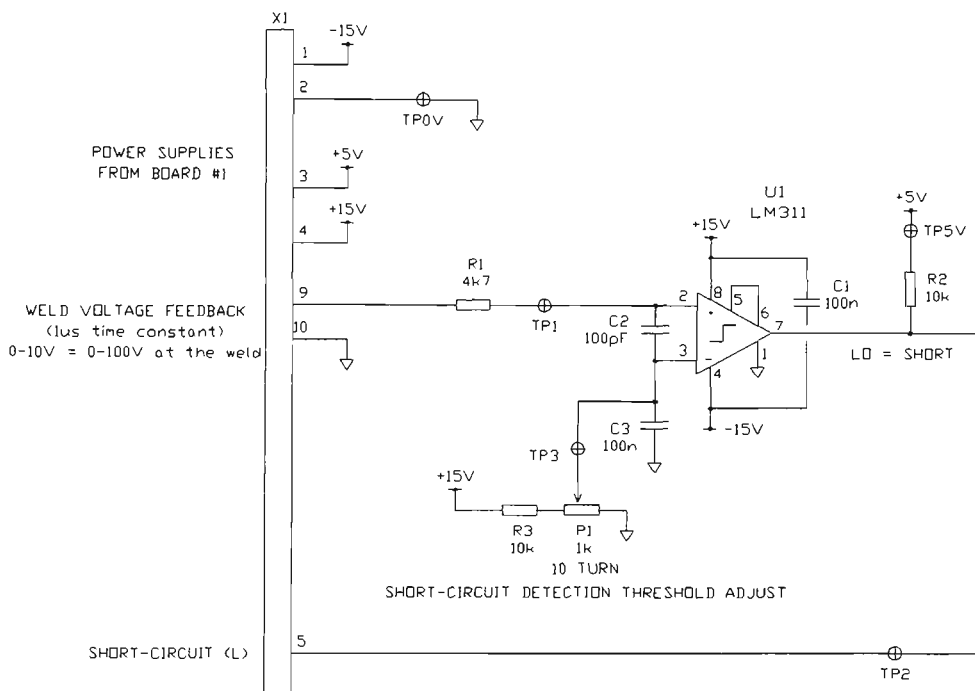 X1
-15V
1
2
TP0V
POWER SUPPLIES
FROM BOARD #1
+5V
3
+15V
4
U1
LM311
+15V
+5V
TP5V
R1
4k7
R2
10k
C1
100n
8
5
6
WELD VOLTAGE FEEDBACK
(1us time constant)
0-10V = 0-100V at the weld
9
TP1
2
+
7
10
C2
100pF
3
-
1
4
LO = SHORT
-15V
C3
100n
TP3
+15V
R3
10k
P1
1k
10 TURN
SHORT-CIRCUIT DETECTION THRESHOLD ADJUST
SHORT-CIRCUIT (L)
5
TP2